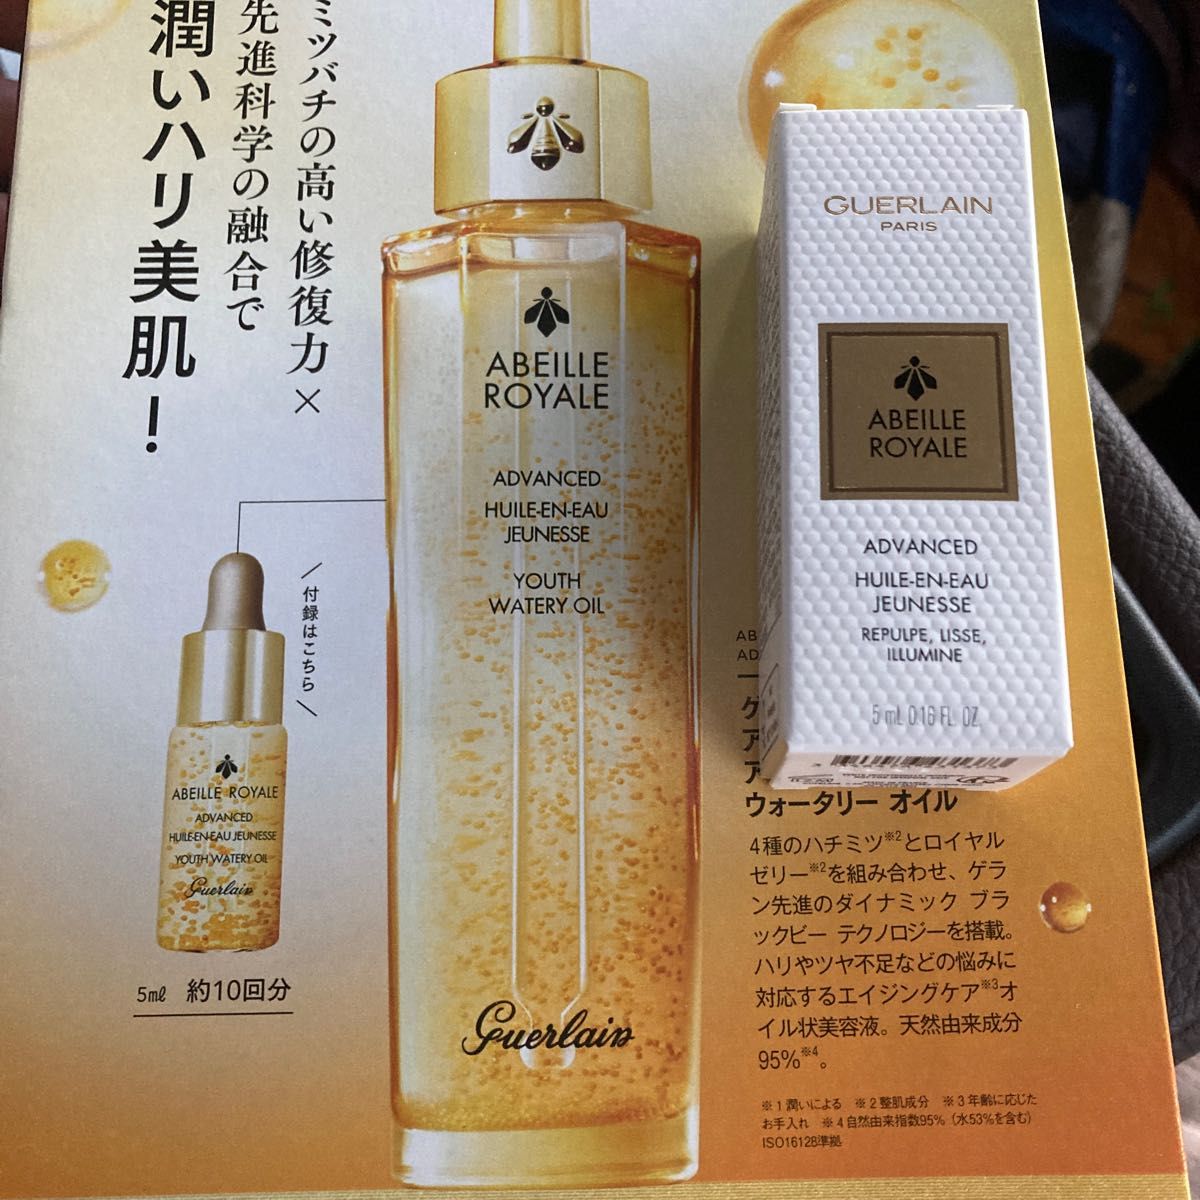 ミツバチの高い修復力×
先進科学の融合で
潤いハリ美肌!
ABEILLE
ROYALE
ADVANCED
HUILE-EN-EAU
JEUNESSE
YOUTH
WATERY OIL
Guerlain
付録はこちら
ABEILLE ROYALE
ADVANCED
HUILE-EN-EAU JEUNESSE
YOUTH WATERY OIL
Guerlain
5㎖ 約10回分
GUERLAIN
PARIS
ABEILLE
ROYALE
ADVANCED
HUILE-EN-EAU
JEUNESSE
REPULPE, LISSE,
ILLUMINE
5 mL 0.16 FL. OZ.
ウォータリー オイル
4種のハチミツ※2とロイヤル
ゼリー※2を組み合わせ、ゲラ
ン先進のダイナミック ブラ
ックビー テクノロジーを搭載。
ハリやツヤ不足などの悩みに
対応するエイジングケア※3オ
イル状美容液。天然由来成分
95%※4。
※1 潤いによる ※2 整肌成分 ※3 年齢に応じた
お手入れ ※4 自然由来指数95%(水53%を含む)
ISO16128準拠